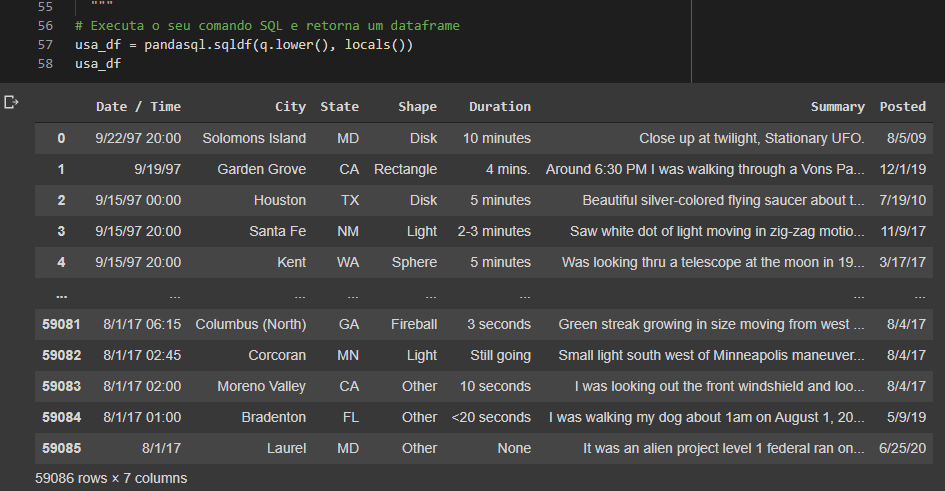 55 """
56 # Executa o seu comando SQL e retorna um dataframe
57 usa_df = pandasql.sqldf(q.lower(), locals())
58 usa_df
Date / Time City State Shape Duration Summary Posted
0 9/22/97 20:00 Solomons Island MD Disk 10 minutes Close up at twilight, Stationary UFO. 8/5/09
1 9/19/97 Garden Grove CA Rectangle 4 mins. Around 6:30 PM I was walking through a Vons Pa... 12/1/19
2 9/15/97 00:00 Houston TX Disk 5 minutes Beautiful silver-colored flying saucer about t... 7/19/10
3 9/15/97 20:00 Santa Fe NM Light 2-3 minutes Saw white dot of light moving in zig-zag motio... 11/9/17
4 9/15/97 20:00 Kent WA Sphere 5 minutes Was looking thru a telescope at the moon in 19... 3/17/17
... ... ... ... ... ... ... ...
59081 8/1/17 06:15 Columbus (North) GA Fireball 3 seconds Green streak growing in size moving from west ... 8/4/17
59082 8/1/17 02:45 Corcoran MN Light Still going Small light south west of Minneapolis maneuver... 8/4/17
59083 8/1/17 02:00 Moreno Valley CA Other 10 seconds I was looking out the front windshield and loo... 8/4/17
59084 8/1/17 01:00 Bradenton FL Other <20 seconds I was walking my dog about 1am on August 1, 20... 5/9/19
59085 8/1/17 Laurel MD Other None It was an alien project level 1 federal ran on... 6/25/20
59086 rows × 7 columns